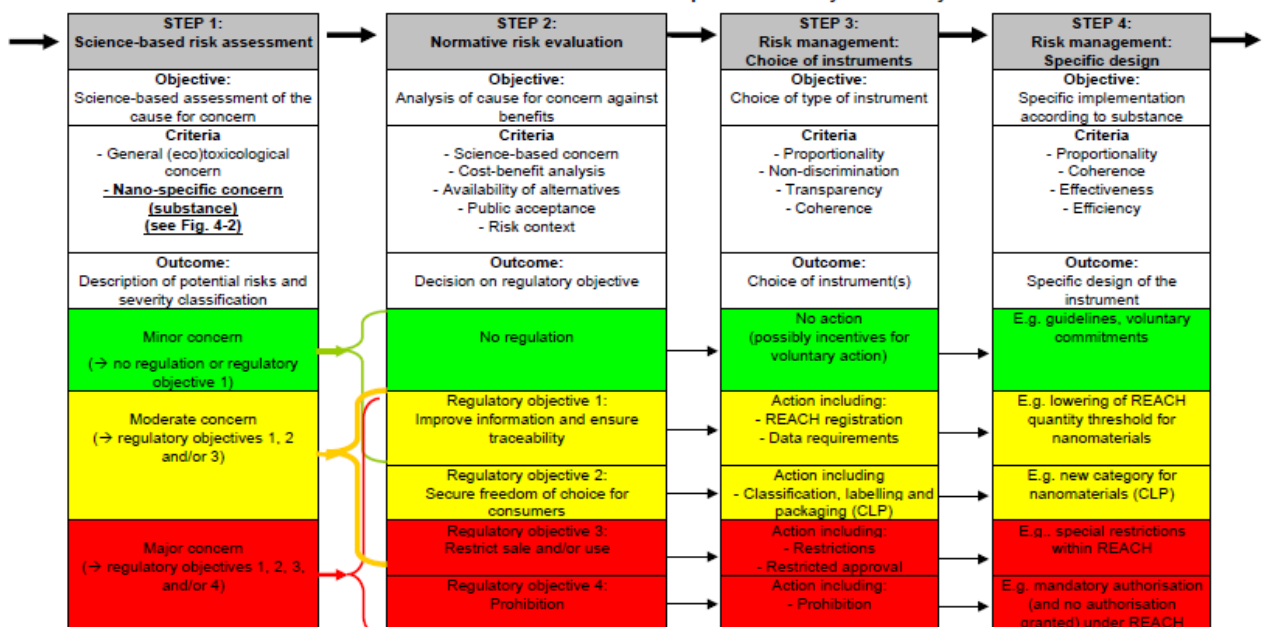 STEP 1:
Science-based risk assessment
Objective:
Science-based assessment of the
cause for concern
Criteria
- General (eco)toxicological
concern
- Nano-specific concern
(substance)
(see Fig. 4-2)
Outcome:
Description of potential risks and
severity classification
Minor concern
(→ no regulation or regulatory
objective 1)
Moderate concern
(→ regulatory objectives 1, 2
and/or 3)
Major concern
(→ regulatory objectives 1, 2, 3,
and/or 4)
STEP 2:
Normative risk evaluation
Objective:
Analysis of cause for concern against
benefits
Criteria
- Science-based concern
- Cost-benefit analysis
- Availability of alternatives
- Public acceptance
- Risk context
Outcome:
Decision on regulatory objective
No regulation
Regulatory objective 1:
Improve information and ensure
traceability
Regulatory objective 2:
Secure freedom of choice for
consumers
Regulatory objective 3:
Restrict sale and/or use
Regulatory objective 4:
Prohibition
STEP 3:
Risk management:
Choice of instruments
Objective:
Choice of type of instrument
Criteria
- Proportionality
- Non-discrimination
- Transparency
- Coherence
Outcome:
Choice of instrument(s)
No action
(possibly incentives for
voluntary action)
Action including:
- REACH registration
- Data requirements
Action including
- Classification, labelling and
packaging (CLP)
Action including:
- Restrictions
- Restricted approval
Action including:
- Prohibition
STEP 4:
Risk management:
Specific design
Objective:
Specific implementation
according to substance
Criteria
- Proportionality
- Coherence
- Effectiveness
- Efficiency
Outcome:
Specific design of the
instrument
E.g. guidelines, voluntary
commitments
E.g. lowering of REACH
quantity threshold for
nanomaterials
E.g. new category for
nanomaterials (CLP)
E.g.. special restrictions
within REACH
E.g. mandatory authorisation
(and no authorisation
granted) under REACH